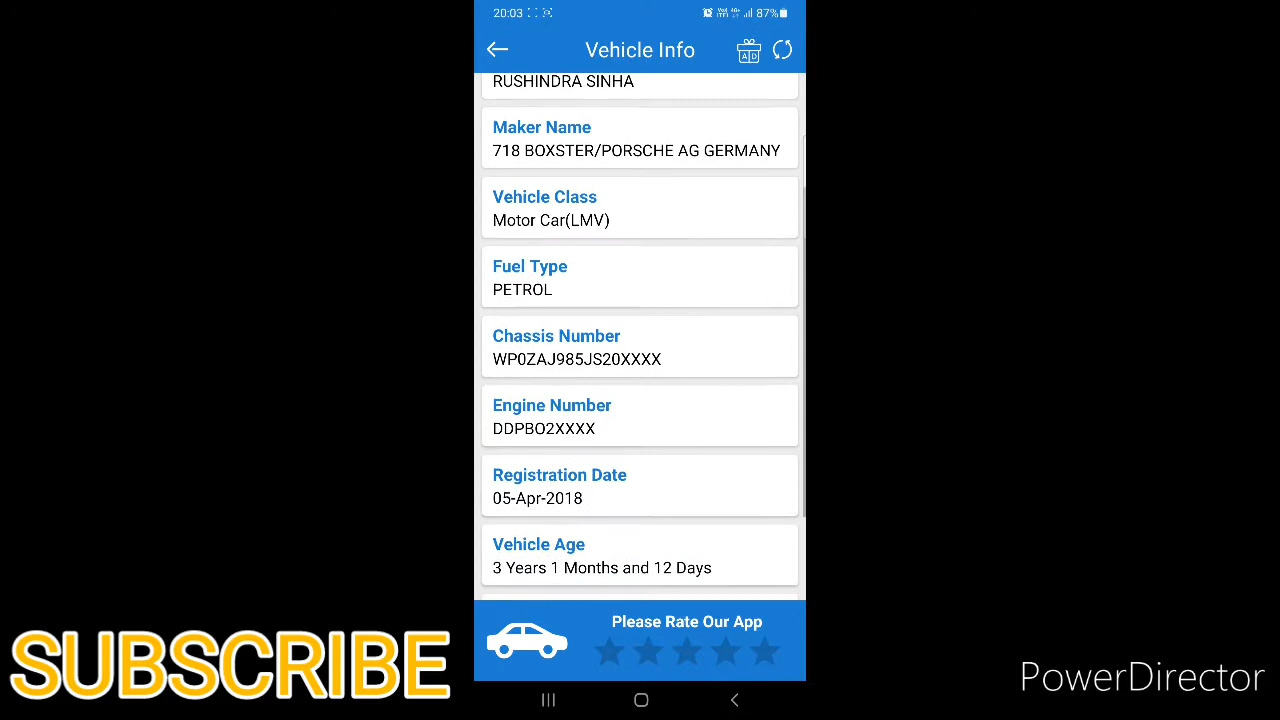 20:03
87%
Vehicle Info
AD
RUSHINDRA SINHA
Maker Name
718 BOXSTER/PORSCHE AG GERMANY
Vehicle Class
Motor Car(LMV)
Fuel Type
PETROL
Chassis Number
WP0ZAJ985JS20XXXX
Engine Number
DDPBO2XXXX
Registration Date
05-Apr-2018
Vehicle Age
3 Years 1 Months and 12 Days
Please Rate Our App
SUBSCRIBE
PowerDirector